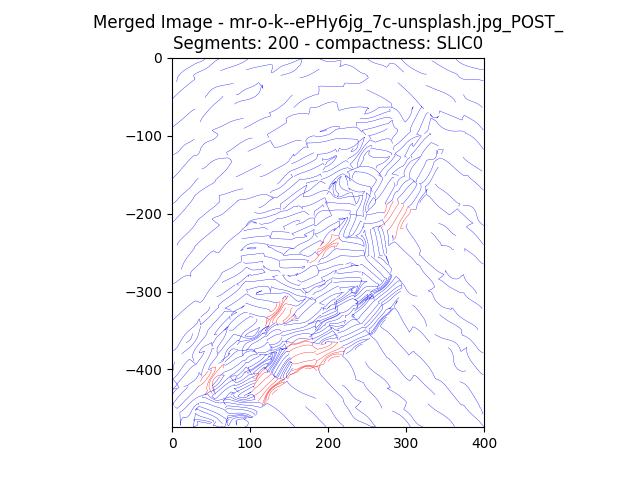 Merged Image - mr-o-k--ePHy6jg_7c-unsplash.jpg_POST_
Segments: 200 - compactness: SLIC0
0
−100
−200
−300
−400
0 100 200 300 400